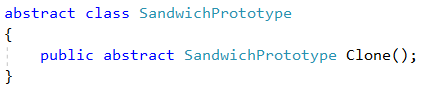 abstract class SandwichPrototype
{
    public abstract SandwichPrototype Clone();
}